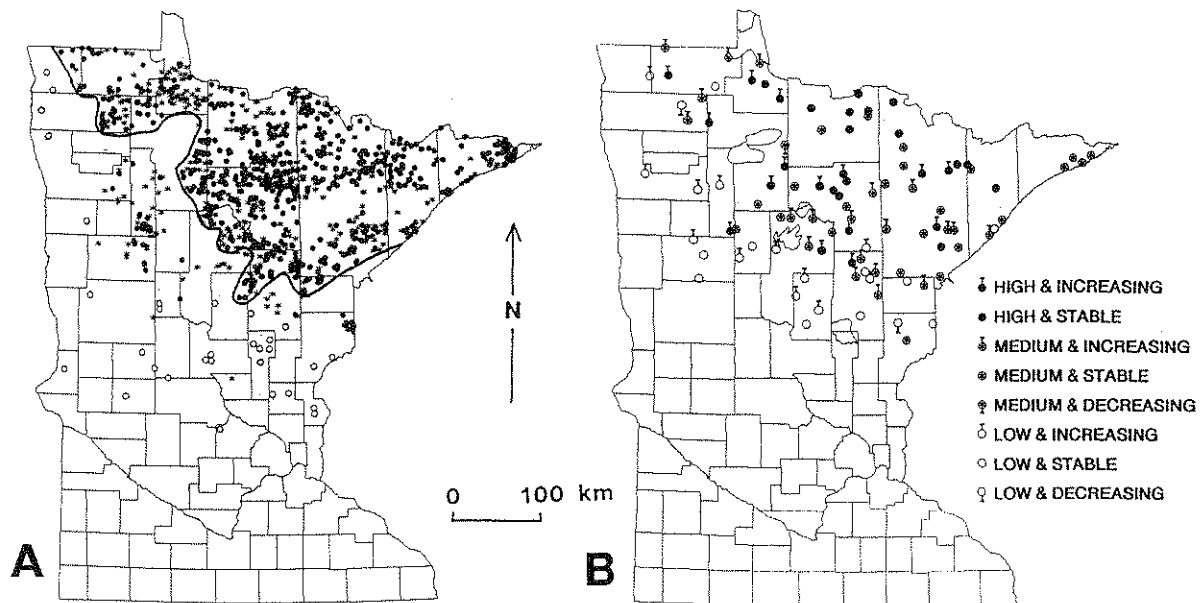 N
HIGH & INCREASING
HIGH & STABLE
MEDIUM & INCREASING
MEDIUM & STABLE
MEDIUM & DECREASING
LOW & INCREASING
LOW & STABLE
LOW & DECREASING
0 100 km
A
B